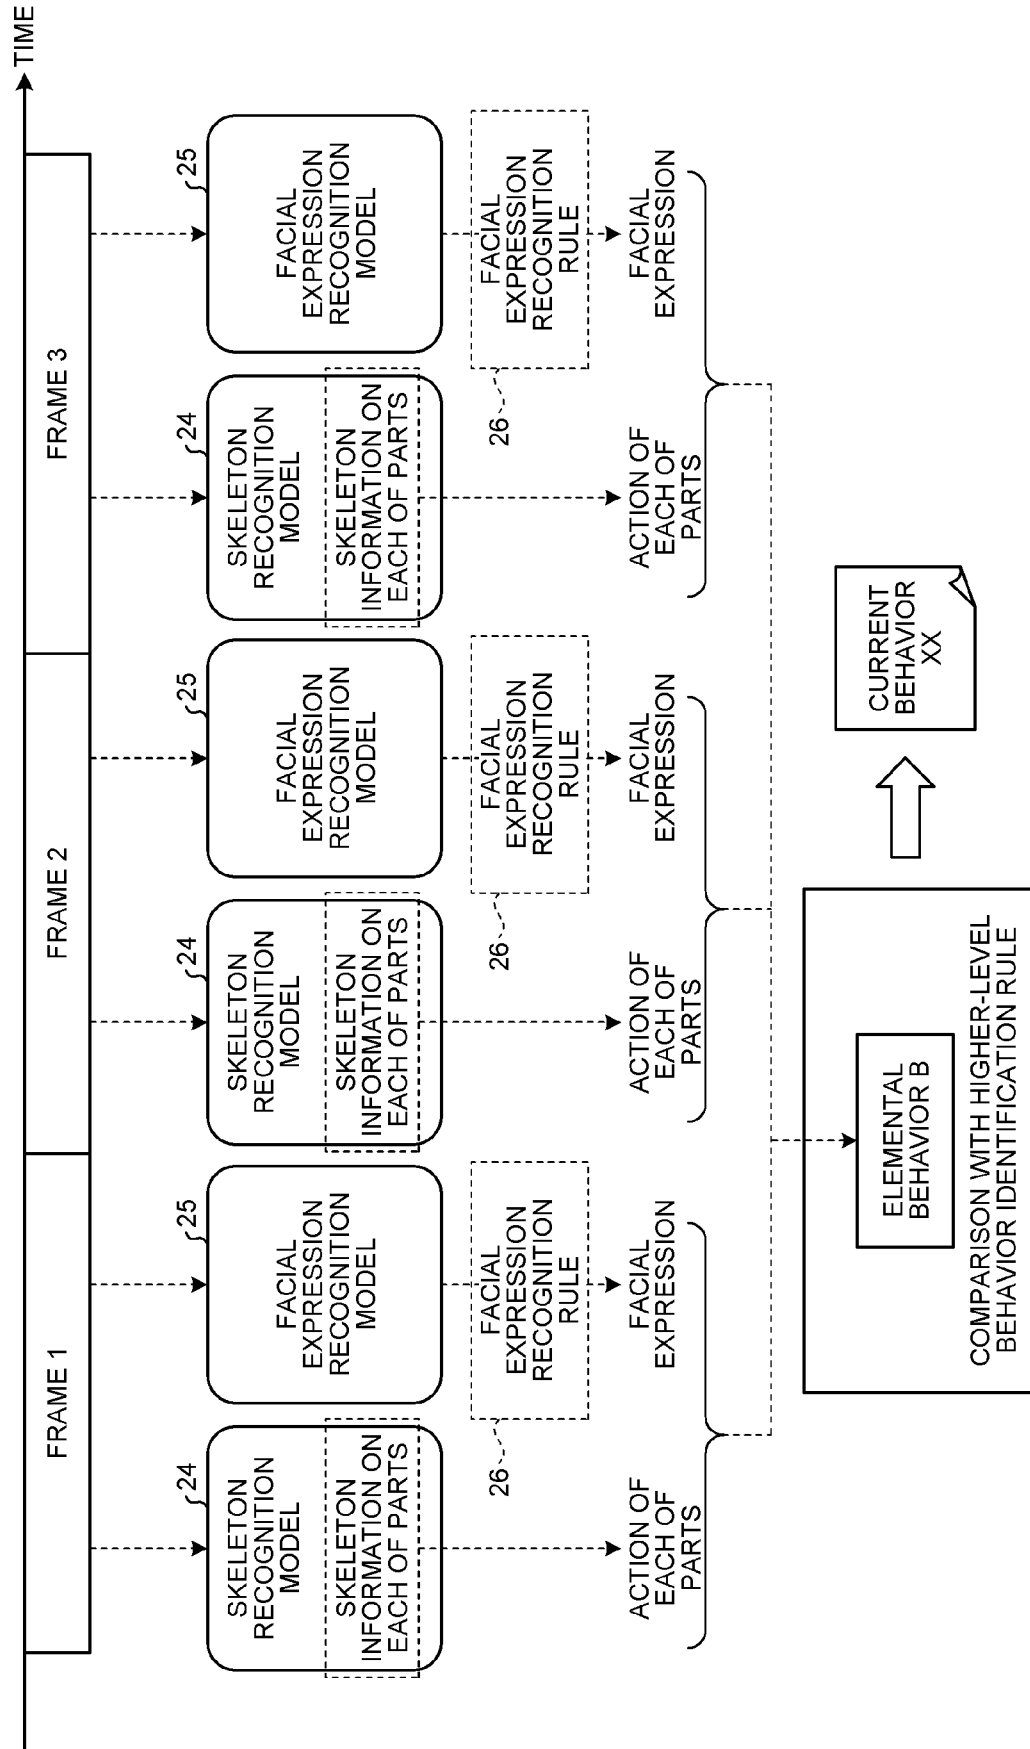 TIME
FRAME 1
FRAME 2
FRAME 3
24
SKELETON
RECOGNITION
MODEL
SKELETON
INFORMATION ON
EACH OF PARTS
25
FACIAL
EXPRESSION
RECOGNITION
MODEL
24
SKELETON
RECOGNITION
MODEL
SKELETON
INFORMATION ON
EACH OF PARTS
25
FACIAL
EXPRESSION
RECOGNITION
MODEL
24
SKELETON
RECOGNITION
MODEL
SKELETON
INFORMATION ON
EACH OF PARTS
25
FACIAL
EXPRESSION
RECOGNITION
MODEL
26
FACIAL
EXPRESSION
RECOGNITION
RULE
26
FACIAL
EXPRESSION
RECOGNITION
RULE
26
FACIAL
EXPRESSION
RECOGNITION
RULE
ACTION OF
EACH OF
PARTS
FACIAL
EXPRESSION
ACTION OF
EACH OF
PARTS
FACIAL
EXPRESSION
ACTION OF
EACH OF
PARTS
FACIAL
EXPRESSION
ELEMENTAL
BEHAVIOR B
COMPARISON WITH HIGHER-LEVEL
BEHAVIOR IDENTIFICATION RULE
CURRENT
BEHAVIOR
XX